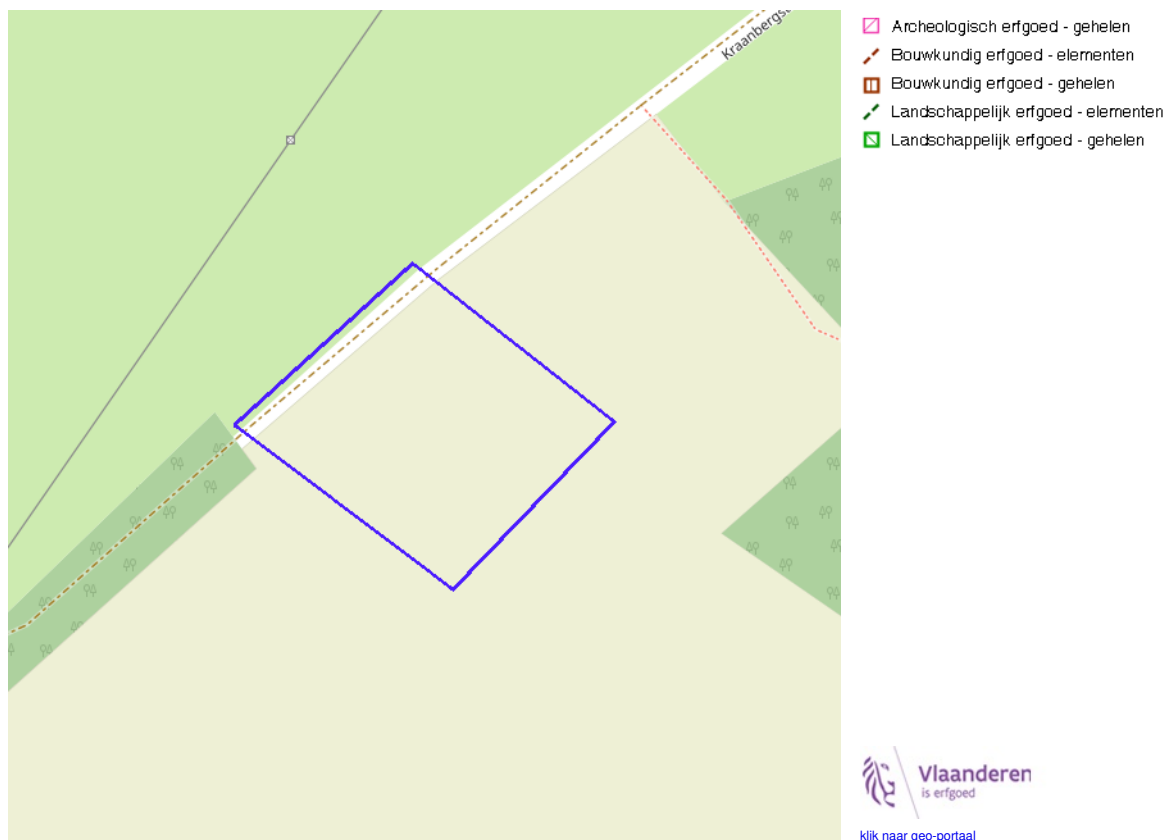 Archeologisch erfgoed - gehelen
Bouwkundig erfgoed - elementen
Bouwkundig erfgoed - gehelen
Landschappelijk erfgoed - elementen
Landschappelijk erfgoed - gehelen
Vlaanderen
is erfgoed
klik naar geo-portaal